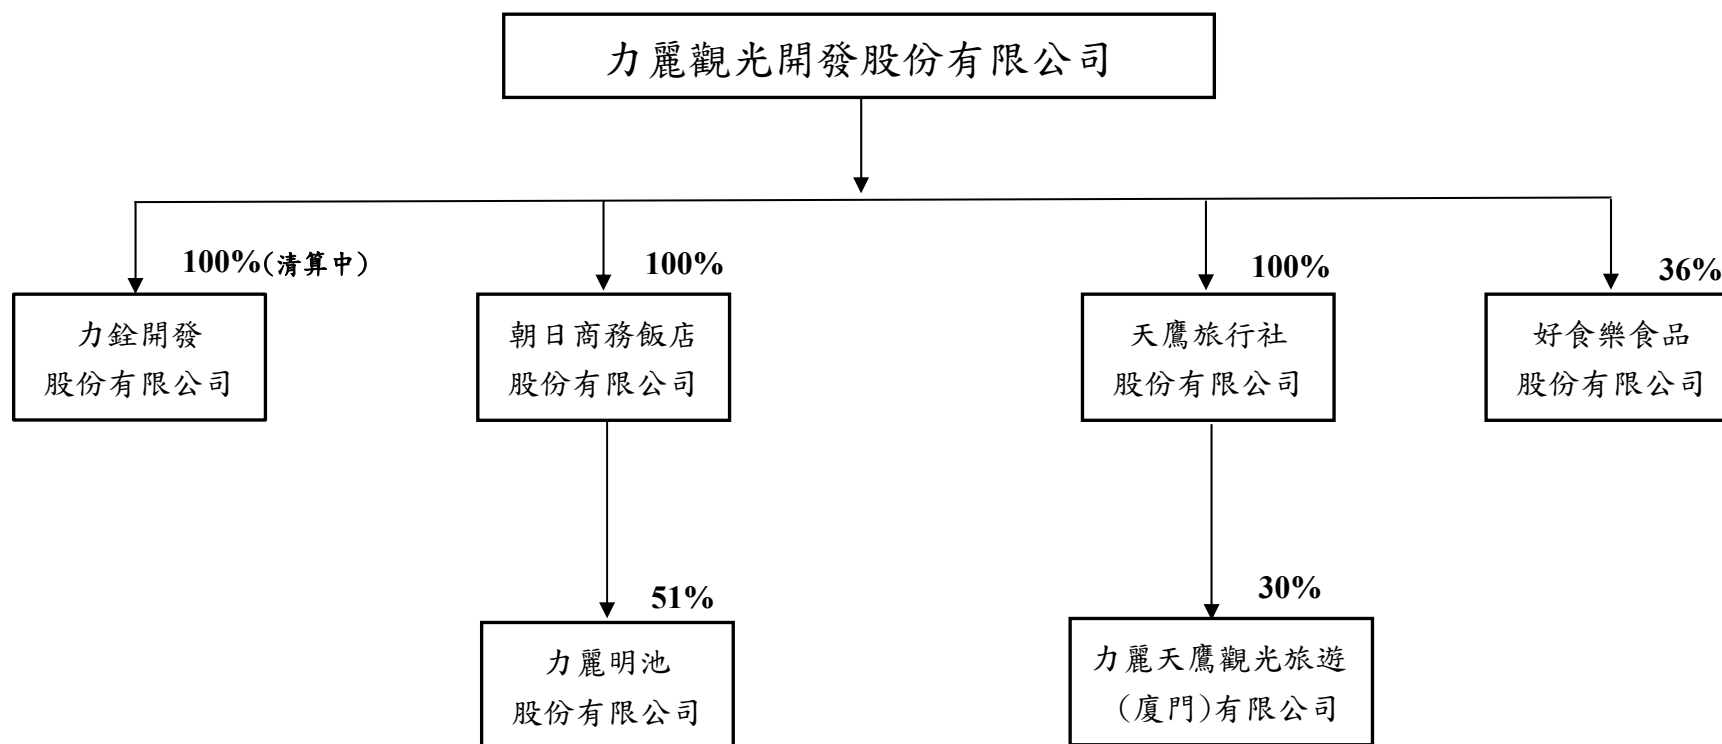 力麗觀光開發股份有限公司
100%(清算中)
100%
100%
36%
力銓開發
股份有限公司
朝日商務飯店
股份有限公司
天鷹旅行社
股份有限公司
好食樂食品
股份有限公司
51%
30%
力麗明池
股份有限公司
力麗天鷹觀光旅遊
(廈門)有限公司